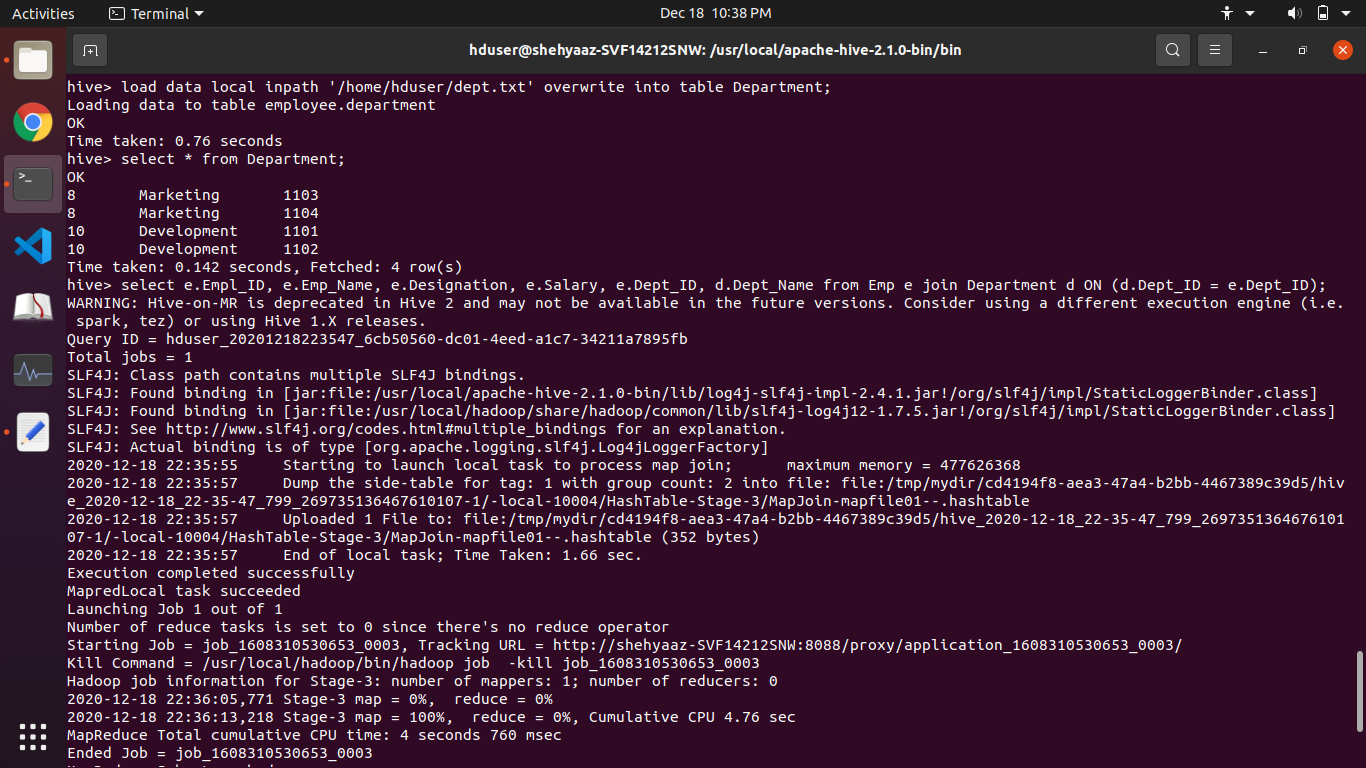 Activities
Terminal
Dec 18 10:38 PM
hduser@shehyaaz-SVF14212SNW: /usr/local/apache-hive-2.1.0-bin/bin
hive> load data local inpath '/home/hduser/dept.txt' overwrite into table Department;
Loading data to table employee.department
OK
Time taken: 0.76 seconds
hive> select * from Department;
OK
8 Marketing 1103
8 Marketing 1104
10 Development 1101
10 Development 1102
Time taken: 0.142 seconds, Fetched: 4 row(s)
hive> select e.Empl_ID, e.Emp_Name, e.Designation, e.Salary, e.Dept_ID, d.Dept_Name from Emp e join Department d ON (d.Dept_ID = e.Dept_ID);
WARNING: Hive-on-MR is deprecated in Hive 2 and may not be available in the future versions. Consider using a different execution engine (i.e.
 spark, tez) or using Hive 1.X releases.
Query ID = hduser_20201218223547_6cb50560-dc01-4eed-a1c7-34211a7895fb
Total jobs = 1
SLF4J: Class path contains multiple SLF4J bindings.
SLF4J: Found binding in [jar:file:/usr/local/apache-hive-2.1.0-bin/lib/log4j-slf4j-impl-2.4.1.jar!/org/slf4j/impl/StaticLoggerBinder.class]
SLF4J: Found binding in [jar:file:/usr/local/hadoop/share/hadoop/common/lib/slf4j-log4j12-1.7.5.jar!/org/slf4j/impl/StaticLoggerBinder.class]
SLF4J: See http://www.slf4j.org/codes.html#multiple_bindings for an explanation.
SLF4J: Actual binding is of type [org.apache.logging.slf4j.Log4jLoggerFactory]
2020-12-18 22:35:55 Starting to launch local task to process map join; maximum memory = 477626368
2020-12-18 22:35:57 Dump the side-table for tag: 1 with group count: 2 into file: file:/tmp/mydir/cd4194f8-aea3-47a4-b2bb-4467389c39d5/hiv
e_2020-12-18_22-35-47_799_269735136467610107-1/-local-10004/HashTable-Stage-3/MapJoin-mapfile01--.hashtable
2020-12-18 22:35:57 Uploaded 1 File to: file:/tmp/mydir/cd4194f8-aea3-47a4-b2bb-4467389c39d5/hive_2020-12-18_22-35-47_799_2697351364676101
07-1/-local-10004/HashTable-Stage-3/MapJoin-mapfile01--.hashtable (352 bytes)
2020-12-18 22:35:57 End of local task; Time Taken: 1.66 sec.
Execution completed successfully
MapredLocal task succeeded
Launching Job 1 out of 1
Number of reduce tasks is set to 0 since there's no reduce operator
Starting Job = job_1608310530653_0003, Tracking URL = http://shehyaaz-SVF14212SNW:8088/proxy/application_1608310530653_0003/
Kill Command = /usr/local/hadoop/bin/hadoop job  -kill job_1608310530653_0003
Hadoop job information for Stage-3: number of mappers: 1; number of reducers: 0
2020-12-18 22:36:05,771 Stage-3 map = 0%,  reduce = 0%
2020-12-18 22:36:13,218 Stage-3 map = 100%,  reduce = 0%, Cumulative CPU 4.76 sec
MapReduce Total cumulative CPU time: 4 seconds 760 msec
Ended Job = job_1608310530653_0003